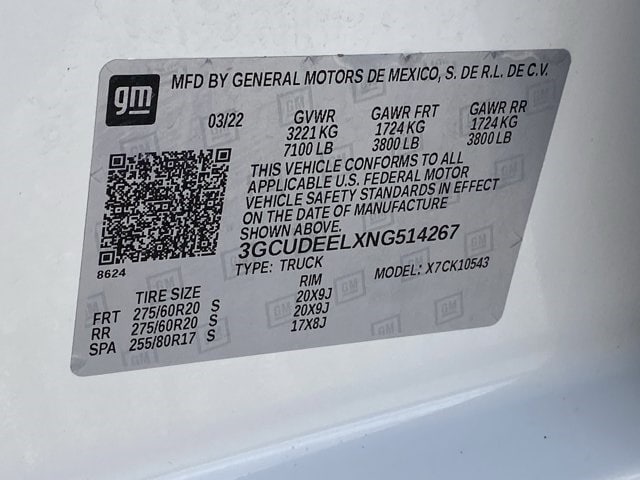 gm
MFD BY GENERAL MOTORS DE MEXICO, S. DE R.L. DE C.V.
03/22 GVWR GAWR FRT GAWR RR
3221 KG 1724 KG 1724 KG
7100 LB 3800 LB 3800 LB
THIS VEHICLE CONFORMS TO ALL
APPLICABLE U.S. FEDERAL MOTOR
VEHICLE SAFETY STANDARDS IN EFFECT
ON THE DATE OF MANUFACTURE
SHOWN ABOVE.
8624
3GCUDEELXNG514267
TYPE: TRUCK MODEL: X7CK10543
TIRE SIZE RIM
FRT 275/60R20 S 20X9J
RR 275/60R20 S 20X9J
SPA 255/80R17 S 17X8J